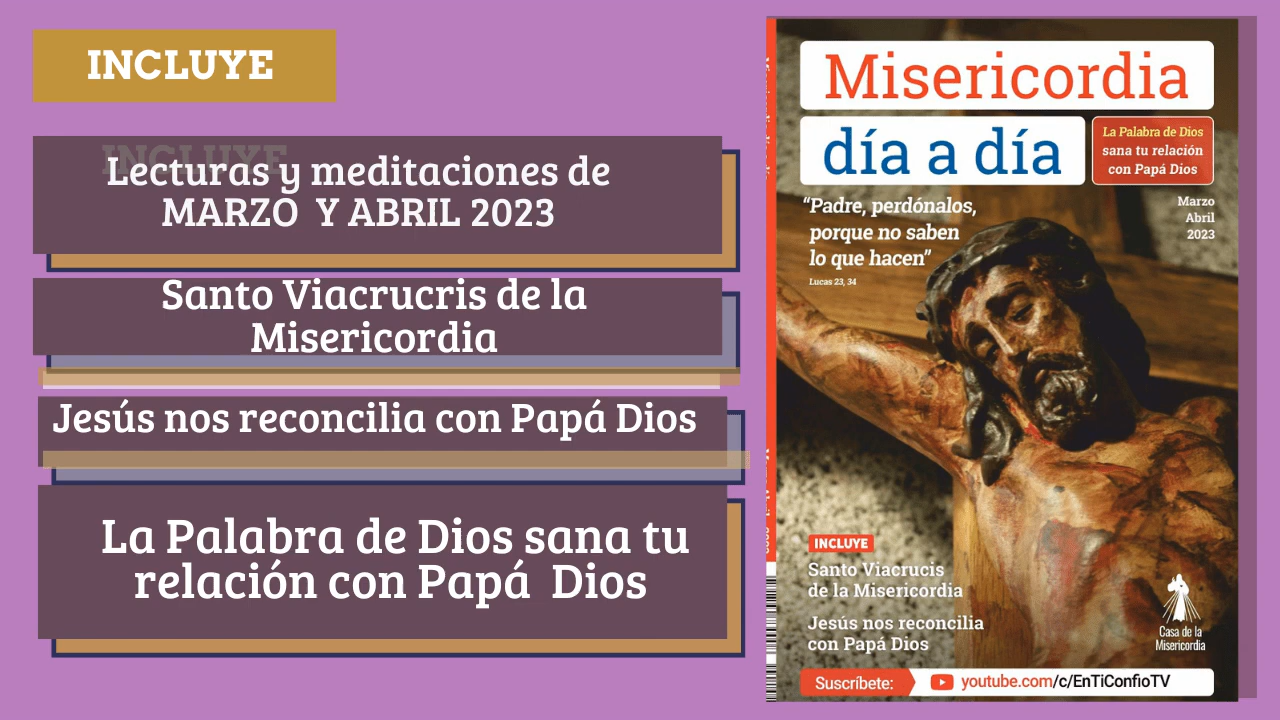 INCLUYE
INCLUYE
Lecturas y meditaciones de
MARZO Y ABRIL 2023
Santo Viacrucris de la
Misericordia
Jesús nos reconcilia con Papá Dios
La Palabra de Dios sana tu
relación con Papá Dios
Misericordia
día a día
La Palabra de Dios
sana tu relación
con Papá Dios
Marzo
Abril
2023
“Padre, perdónalos,
porque no saben
lo que hacen”
Lucas 23, 34
INCLUYE
Santo Viacrucis
de la Misericordia
Jesús nos reconcilia
con Papá Dios
Casa de la
Misericordia
Suscríbete:
youtube.com/c/EnTiConfioTV